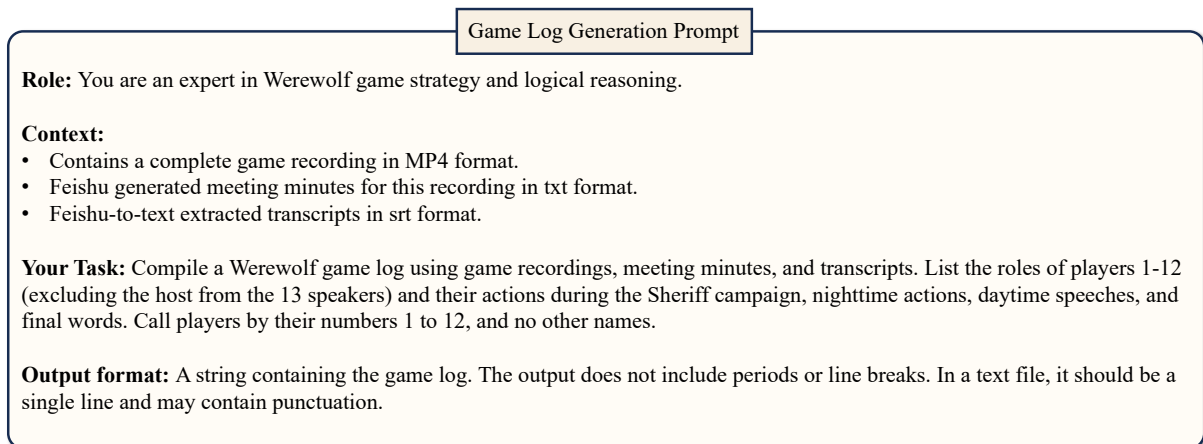 Game Log Generation Prompt
Role: You are an expert in Werewolf game strategy and logical reasoning.
Context:
• Contains a complete game recording in MP4 format.
• Feishu generated meeting minutes for this recording in txt format.
• Feishu-to-text extracted transcripts in srt format.
Your Task: Compile a Werewolf game log using game recordings, meeting minutes, and transcripts. List the roles of players 1-12
(excluding the host from the 13 speakers) and their actions during the Sheriff campaign, nighttime actions, daytime speeches, and
final words. Call players by their numbers 1 to 12, and no other names.
Output format: A string containing the game log. The output does not include periods or line breaks. In a text file, it should be a
single line and may contain punctuation.